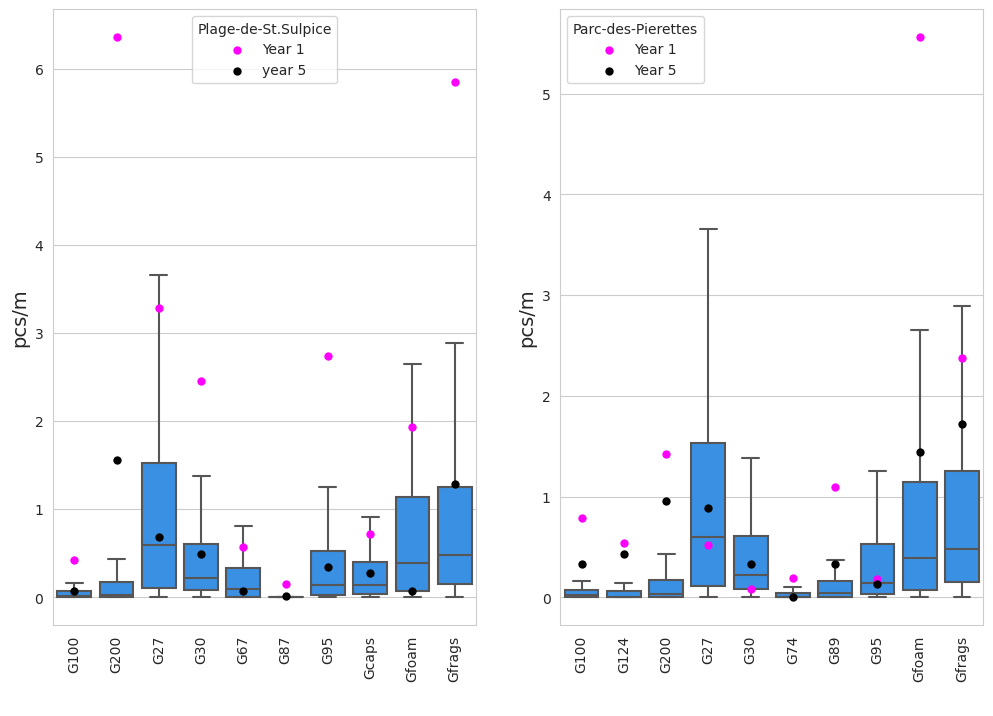 Plage-de-St.Sulpice
Year 1
year 5
pcs/m
6
5
4
3
2
1
0
G100
G200
G27
G30
G67
G87
G95
Gcaps
Gfoam
Gfrags
Parc-des-Pierettes
Year 1
Year 5
pcs/m
5
4
3
2
1
0
G100
G124
G200
G27
G30
G74
G89
G95
Gfoam
Gfrags